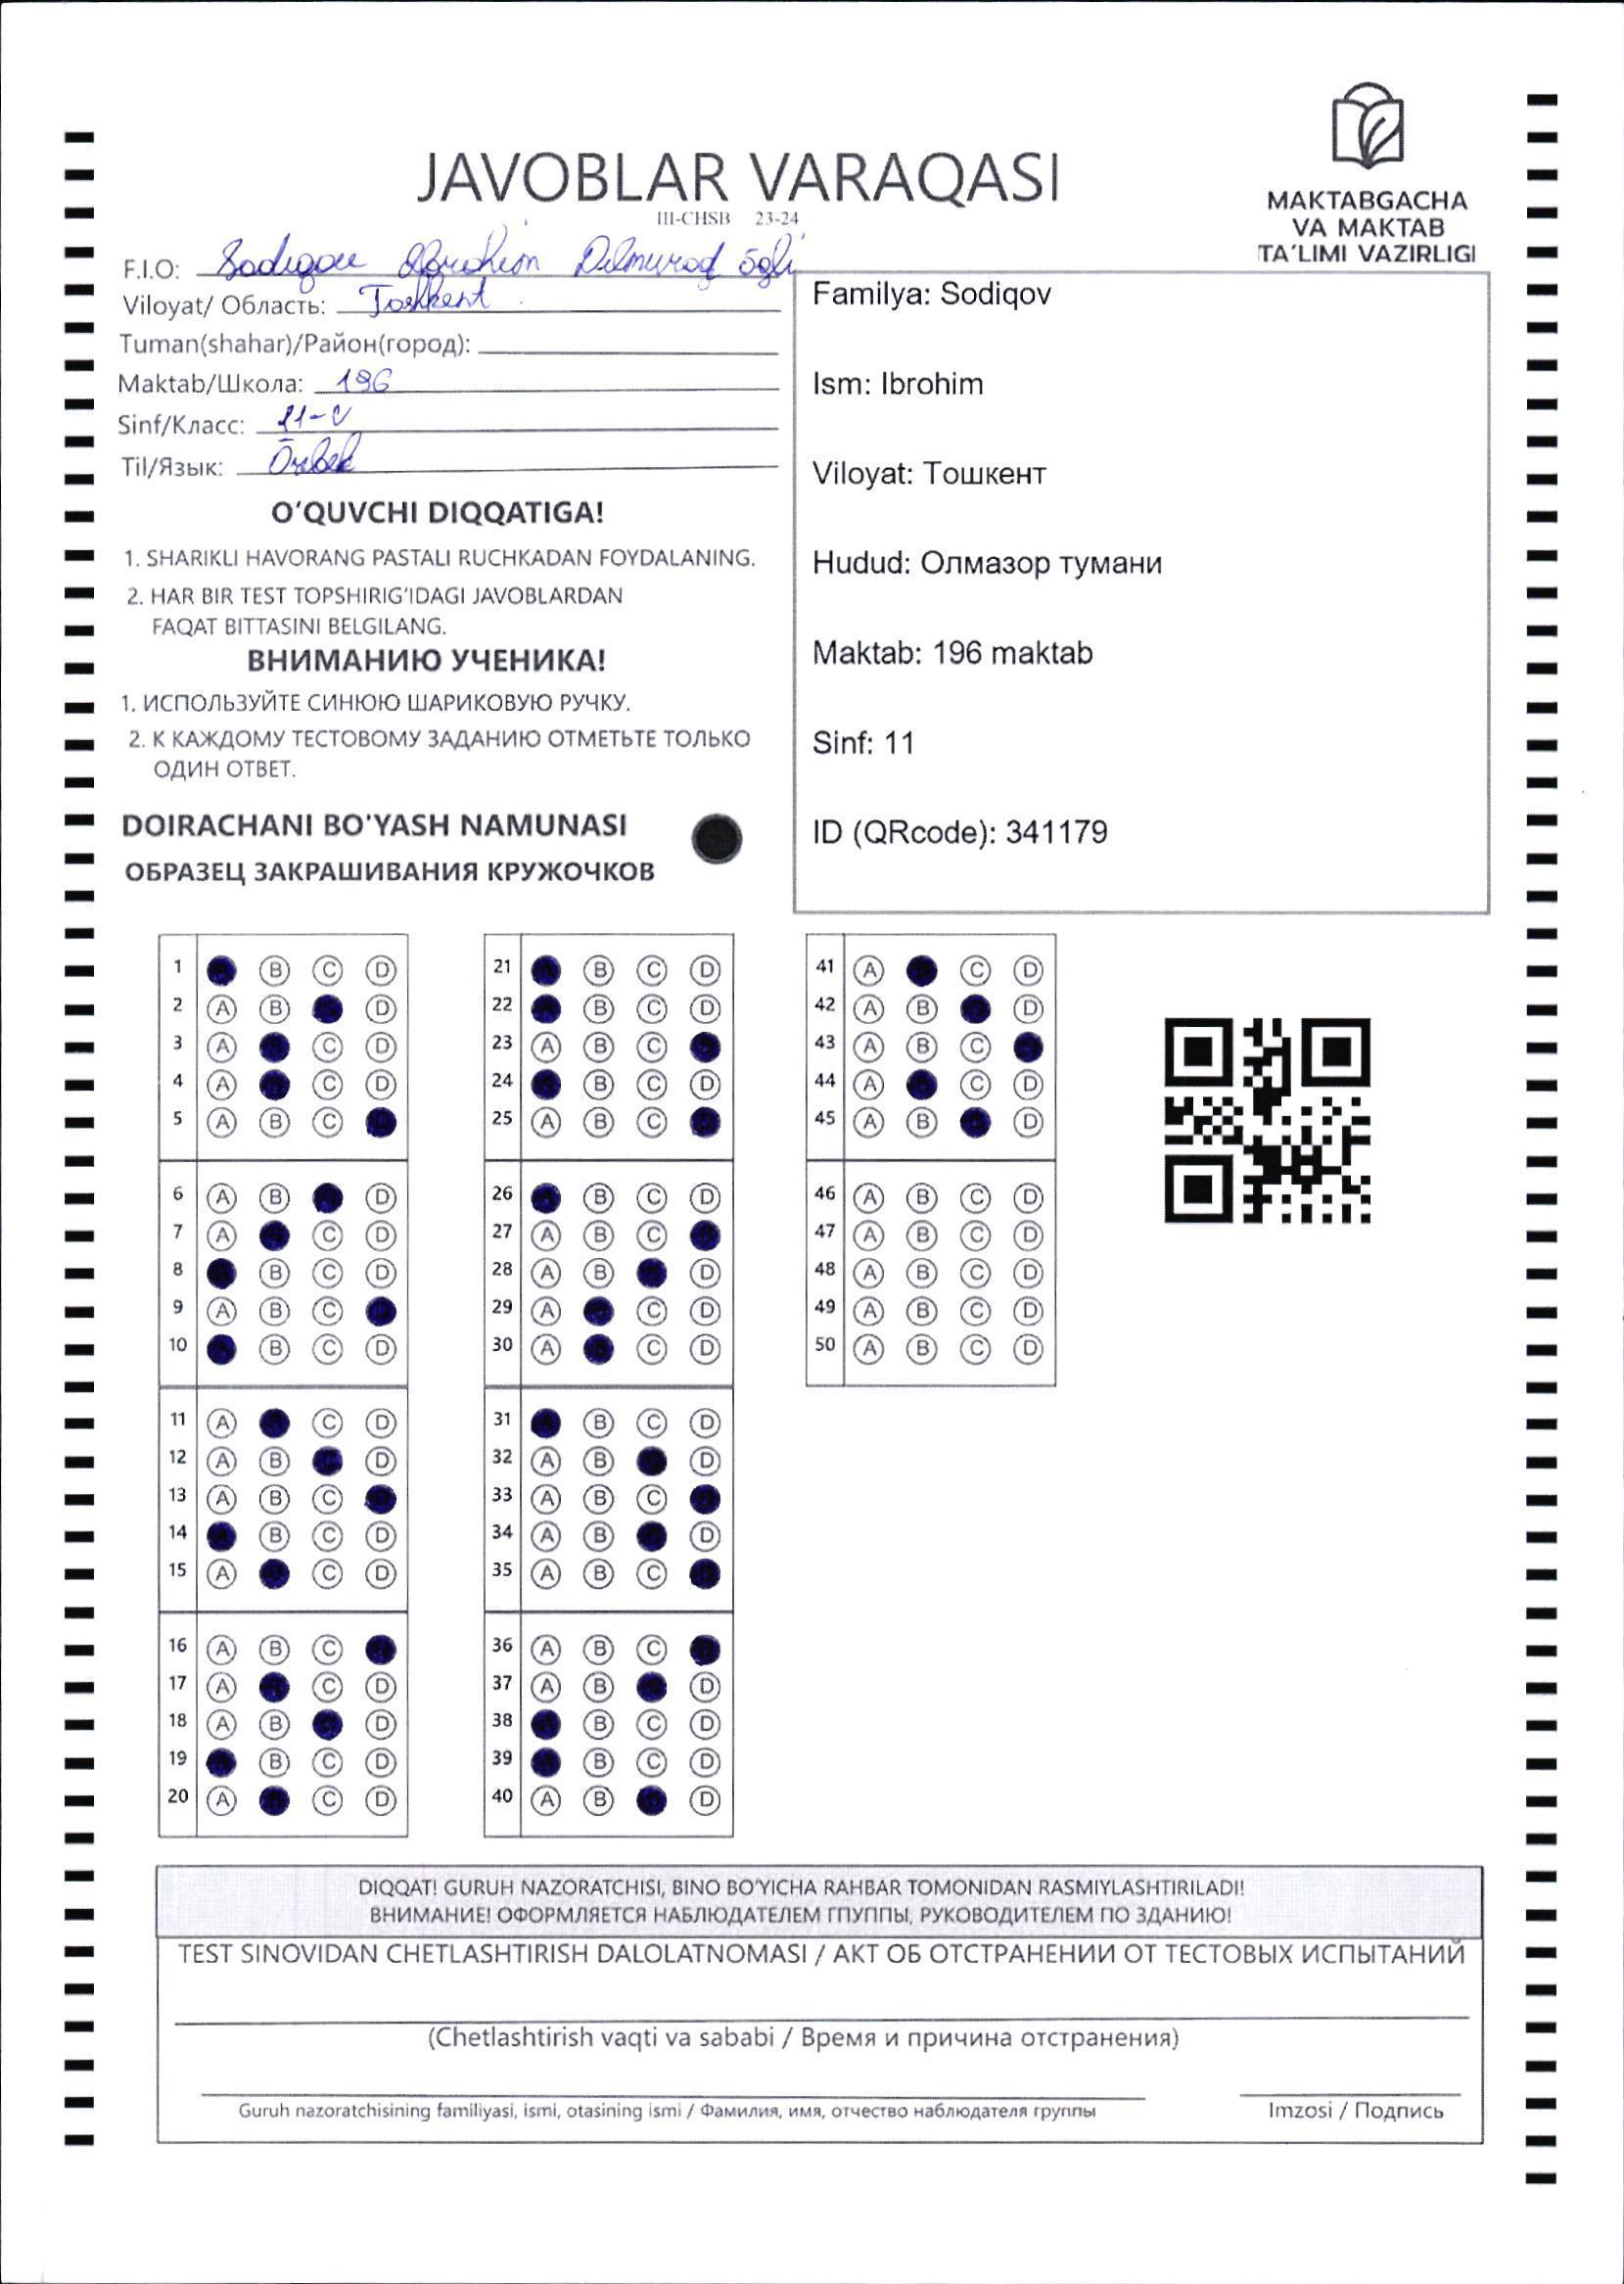 JAVOBLAR VARAQASI
III-CHSB 23-24
MAKTABGACHA
VA MAKTAB
TA'LIMI VAZIRLIGI
F.I.O: Sodiqov Ibrohim Dilmurod ōgli
Viloyat/ Область: Toshkent
Tuman(shahar)/Район(город):
Maktab/Школа: 196
Sinf/Класс: 11-V
Til/Язык: Ōzbek
Familya: Sodiqov
Ism: Ibrohim
Viloyat: Тошкент
Hudud: Олмазор тумани
Maktab: 196 maktab
Sinf: 11
ID (QRcode): 341179
O'QUVCHI DIQQATIGA!
1. SHARIKLI HAVORANG PASTALI RUCHKADAN FOYDALANING.
2. HAR BIR TEST TOPSHIRIG'IDAGI JAVOBLARDAN
FAQAT BITTASINI BELGILANG.
ВНИМАНИЮ УЧЕНИКА!
1. ИСПОЛЬЗУЙТЕ СИНЮЮ ШАРИКОВУЮ РУЧКУ.
2. К КАЖДОМУ ТЕСТОВОМУ ЗАДАНИЮ ОТМЕТЬТЕ ТОЛЬКО
ОДИН ОТВЕТ.
DOIRACHANI BO'YASH NAMUNASI
ОБРАЗЕЦ ЗАКРАШИВАНИЯ КРУЖОЧКОВ
1 B C D
2 A B D
3 A C D
4 A C D
5 A B C
6 A B D
7 A C D
8 B C D
9 A B C
10 B C D
11 A C D
12 A B D
13 A B C
14 B C D
15 A C D
16 A B C
17 A C D
18 A B D
19 B C D
20 A C D
21 B C D
22 B C D
23 A B C
24 B C D
25 A B C
26 B C D
27 A B C
28 A B D
29 A C D
30 A C D
31 B C D
32 A B D
33 A B C
34 A B D
35 A B C
36 A B C
37 A B D
38 B C D
39 B C D
40 A B D
41 A C D
42 A B D
43 A B C
44 A C D
45 A B D
46 A B C D
47 A B C D
48 A B C D
49 A B C D
50 A B C D
DIQQAT! GURUH NAZORATCHISI, BINO BO'YICHA RAHBAR TOMONIDAN RASMIYLASHTIRILADI!
ВНИМАНИЕ! ОФОРМЛЯЕТСЯ НАБЛЮДАТЕЛЕМ ГПУППЫ, РУКОВОДИТЕЛЕМ ПО ЗДАНИЮ!
TEST SINOVIDAN CHETLASHTIRISH DALOLATNOMASI / АКТ ОБ ОТСТРАНЕНИИ ОТ ТЕСТОВЫХ ИСПЫТАНИЙ
(Chetlashtirish vaqti va sababi / Время и причина отстранения)
Guruh nazoratchisining familiyasi, ismi, otasining ismi / Фамилия, имя, отчество наблюдателя группы
Imzosi / Подпись